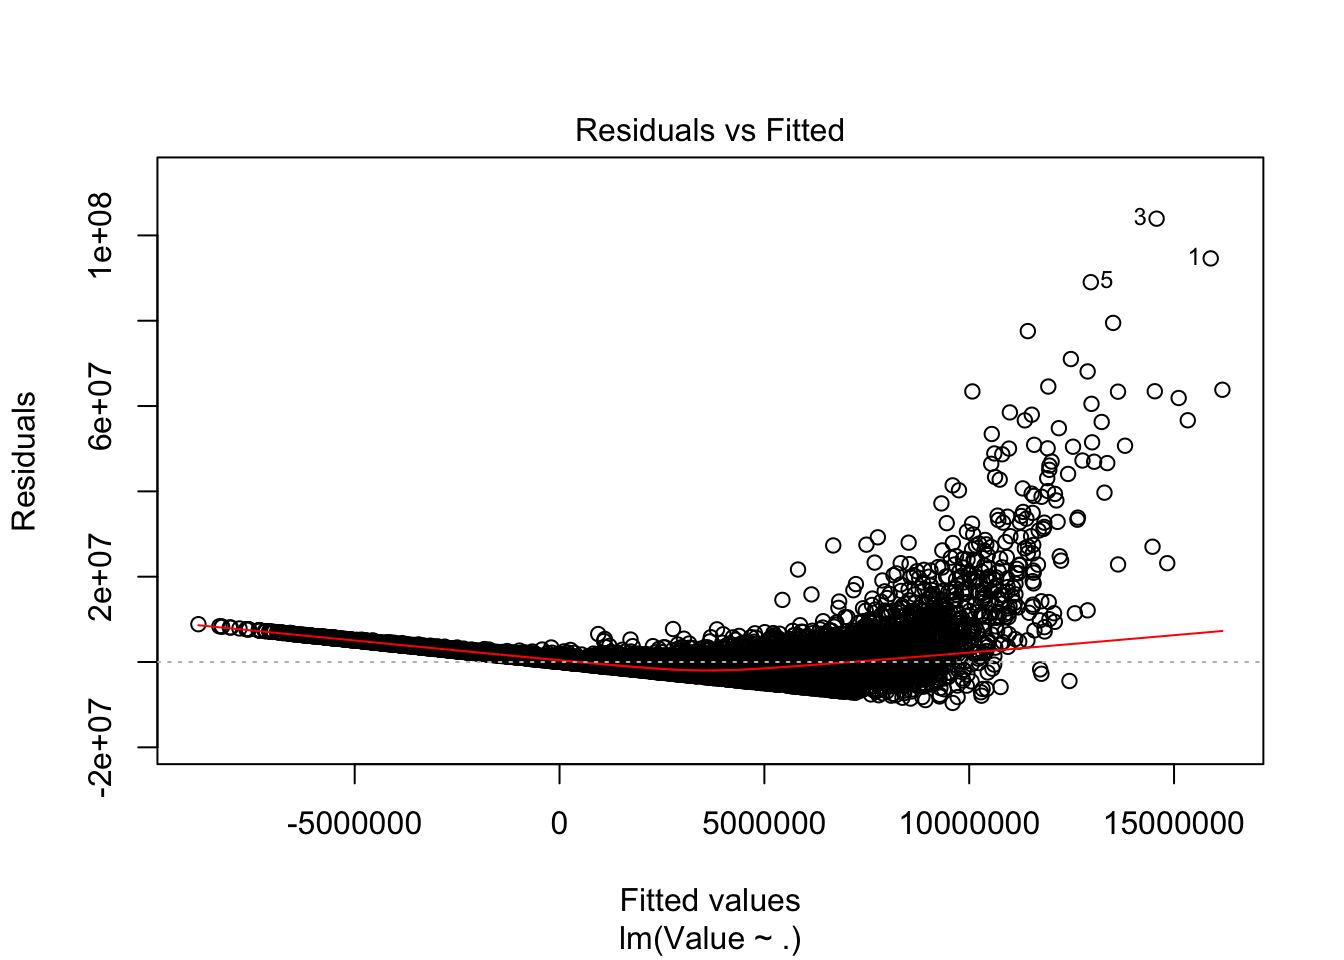 Residuals vs Fitted
Residuals
1e+08
6e+07
2e+07
-2e+07
3
1
5
-5000000
0
5000000
10000000
15000000
Fitted values
lm(Value ~ .)